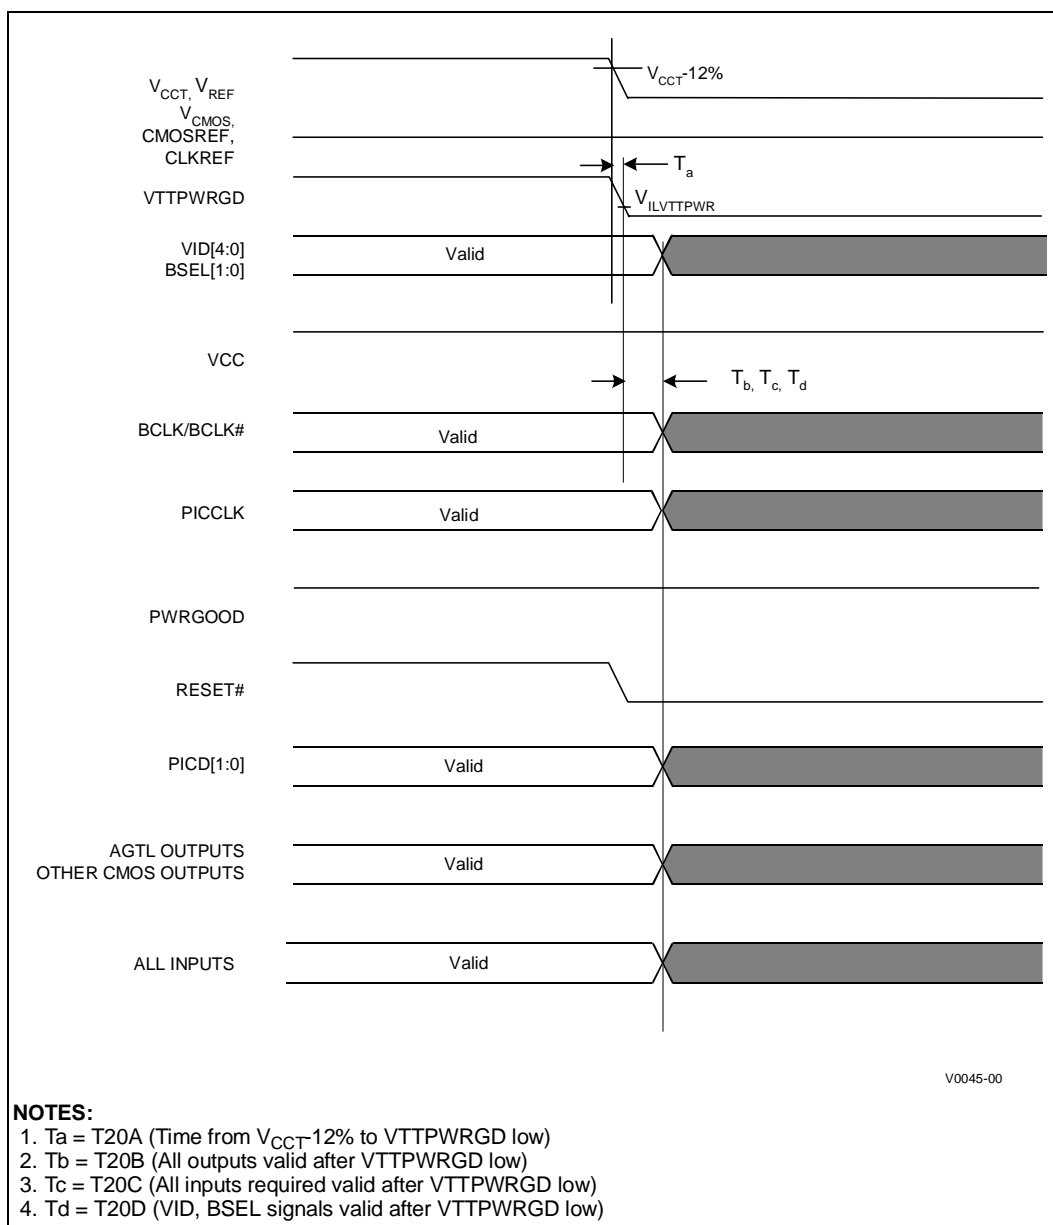 V_CCT-12%
V_CCT, V_REF
V_CMOS,
CMOSREF,
CLKREF
T_a
VTTPWRGD
V_ILVTTPWR
VID[4:0]
BSEL[1:0]
Valid
VCC
T_b, T_c, T_d
BCLK/BCLK#
Valid
PICCLK
Valid
PWRGOOD
RESET#
PICD[1:0]
Valid
AGTL OUTPUTS
OTHER CMOS OUTPUTS
Valid
ALL INPUTS
Valid
V0045-00
NOTES:
1. Ta = T20A (Time from V_CCT-12% to VTTPWRGD low)
2. Tb = T20B (All outputs valid after VTTPWRGD low)
3. Tc = T20C (All inputs required valid after VTTPWRGD low)
4. Td = T20D (VID, BSEL signals valid after VTTPWRGD low)